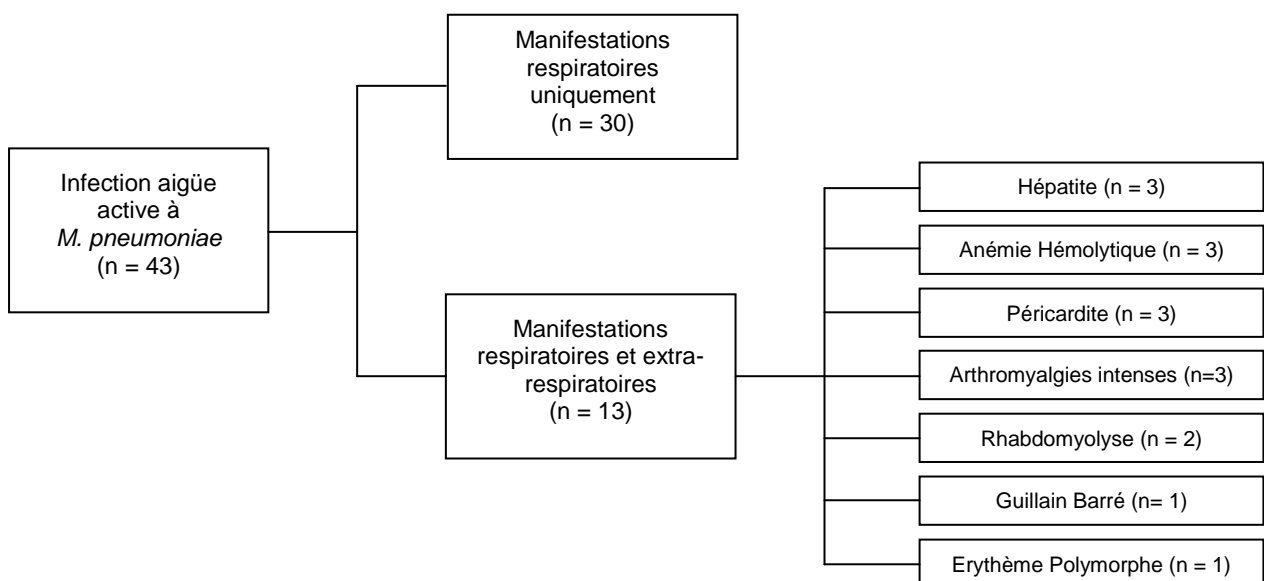 Infection aigüe
active à
M. pneumoniae
(n = 43)
Manifestations
respiratoires
uniquement
(n = 30)
Manifestations
respiratoires et extra-
respiratoires
(n = 13)
Hépatite (n = 3)
Anémie Hémolytique (n = 3)
Péricardite (n = 3)
Arthromyalgies intenses (n=3)
Rhabdomyolyse (n = 2)
Guillain Barré (n= 1)
Erythème Polymorphe (n = 1)